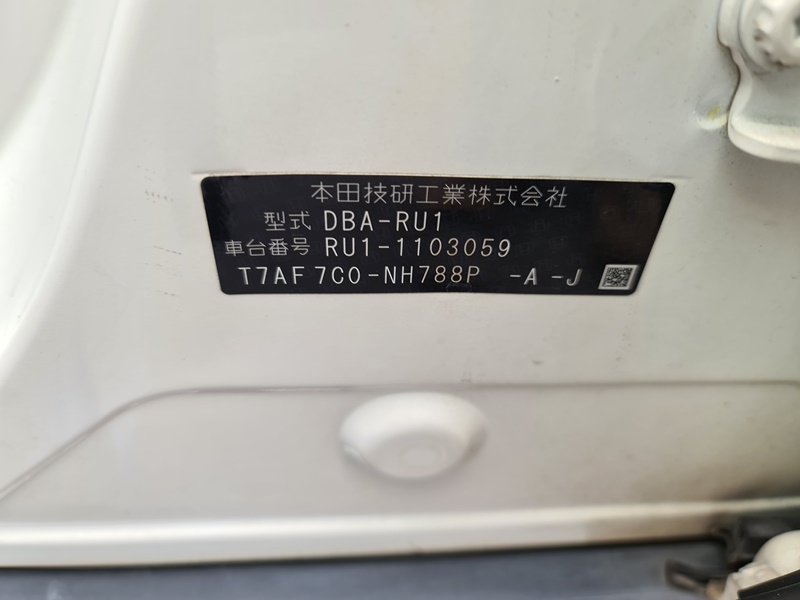 本田技研工業株式会社
型式 DBA-RU1
車台番号 RU1-1103059
T7AF 7C0-NH788P -A -J